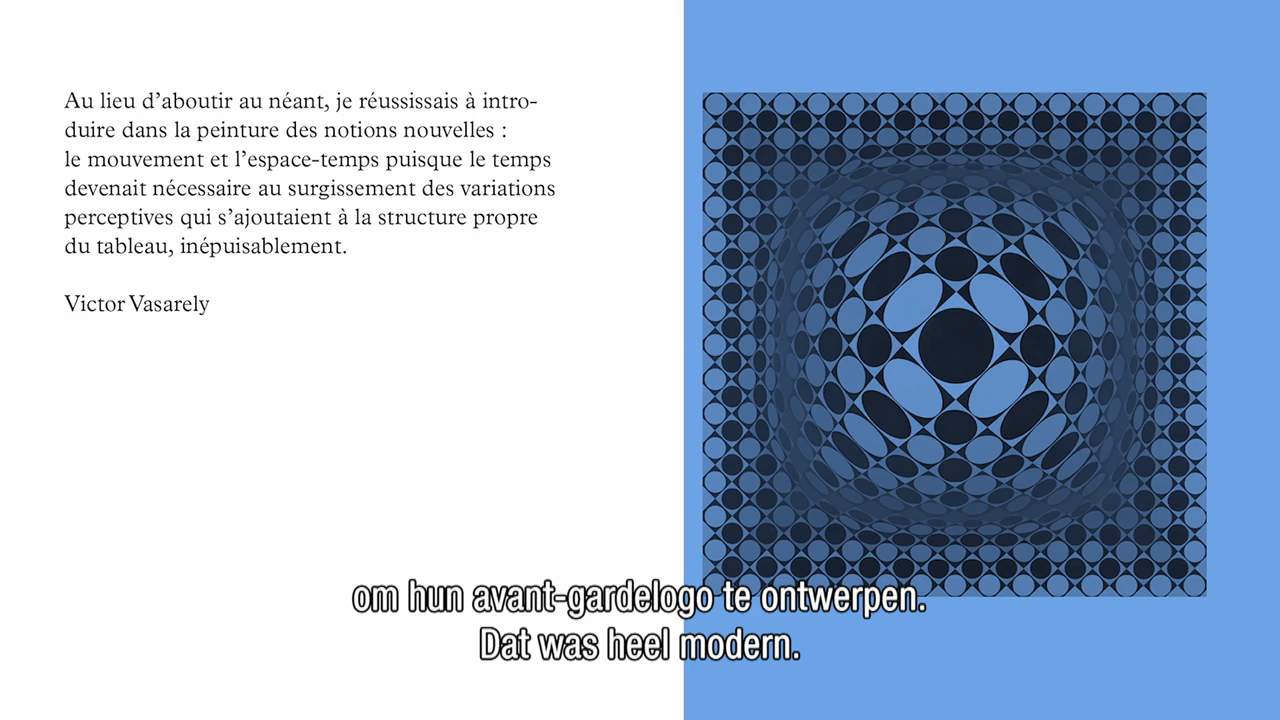 Au lieu d’aboutir au néant, je réussissais à intro-
duire dans la peinture des notions nouvelles :
le mouvement et l’espace-temps puisque le temps
devenait nécessaire au surgissement des variations
perceptives qui s’ajoutaient à la structure propre
du tableau, inépuisablement.
Victor Vasarely
om hun avant-gardelogo te ontwerpen.
Dat was heel modern.